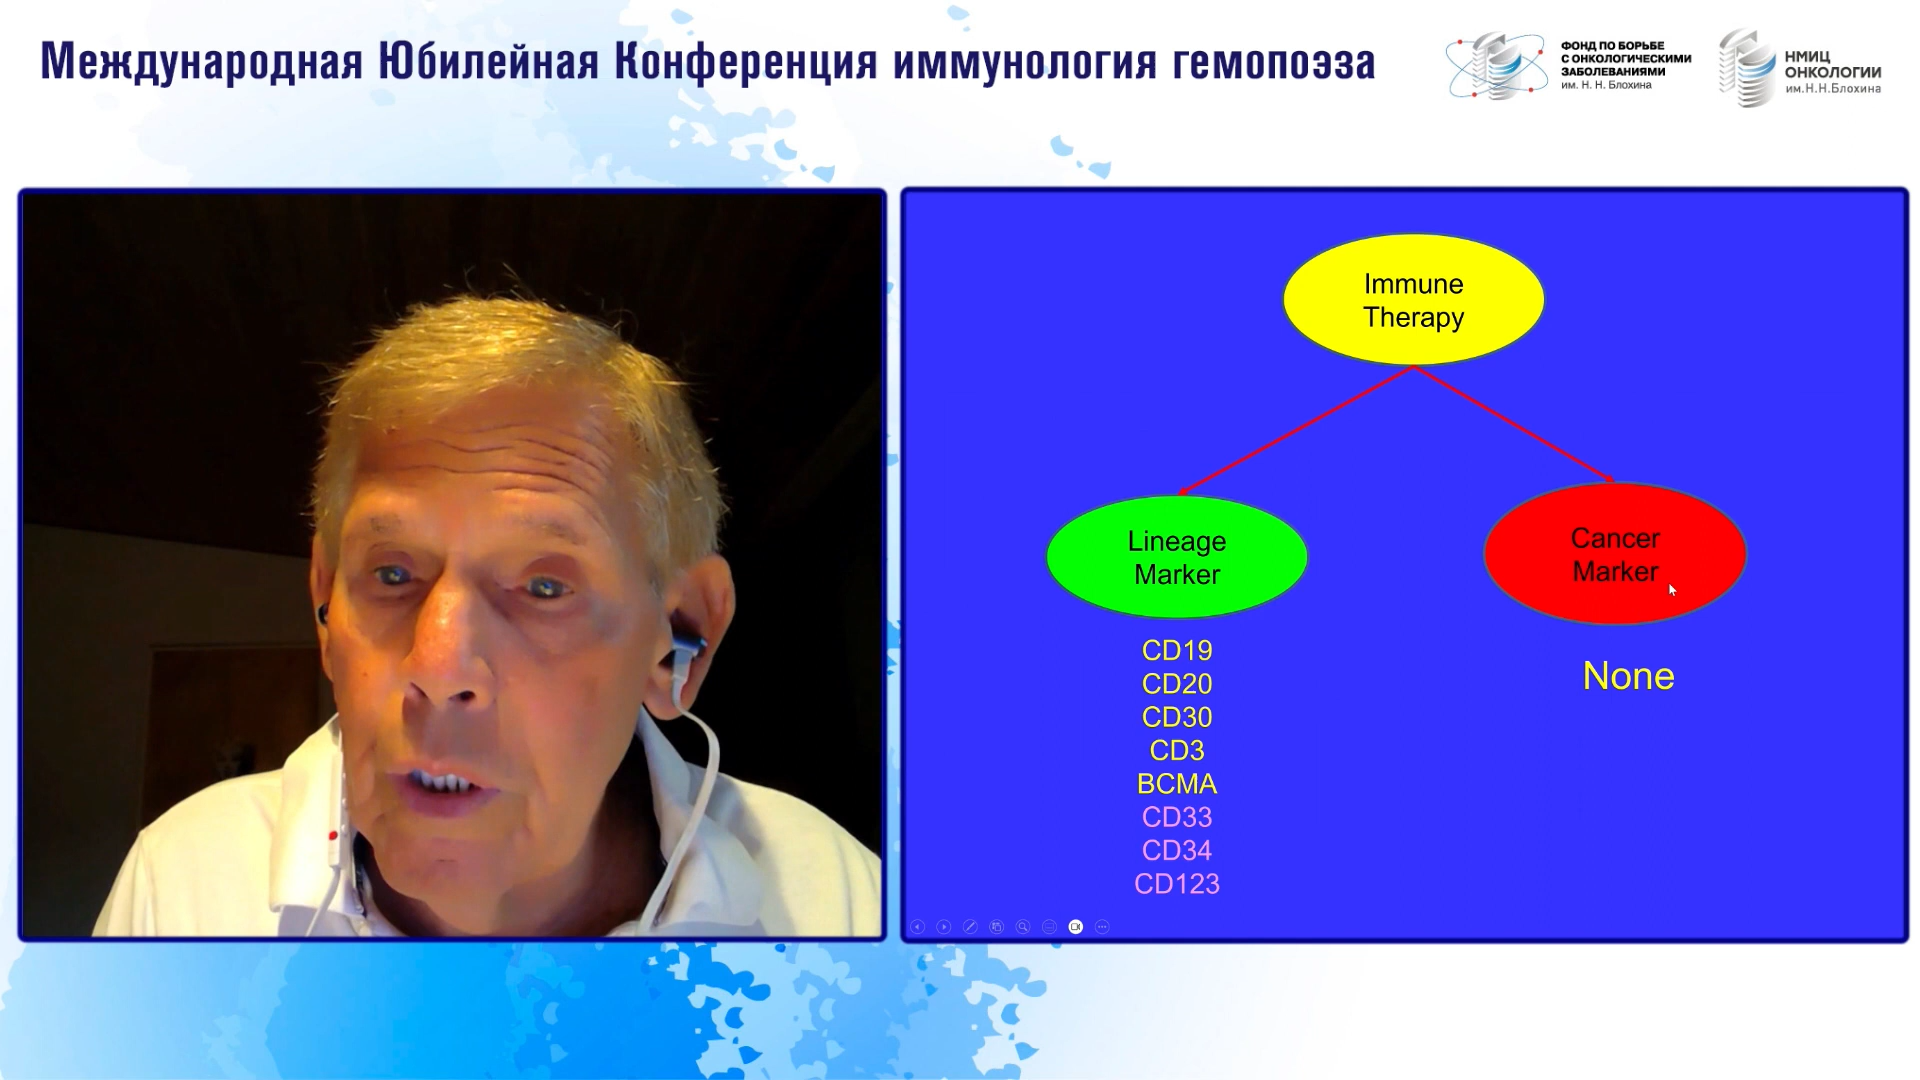 Международная Юбилейная Конференция иммунология гемопоэза
ФОНД ПО БОРЬБЕ
С ОНКОЛОГИЧЕСКИМИ
ЗАБОЛЕВАНИЯМИ
им. Н. Н. Блохина
НМИЦ
ОНКОЛОГИИ
им.Н.Н.Блохина
Immune
Therapy
Lineage
Marker
CD19
CD20
CD30
CD3
BCMA
CD33
CD34
CD123
Cancer
Marker
None